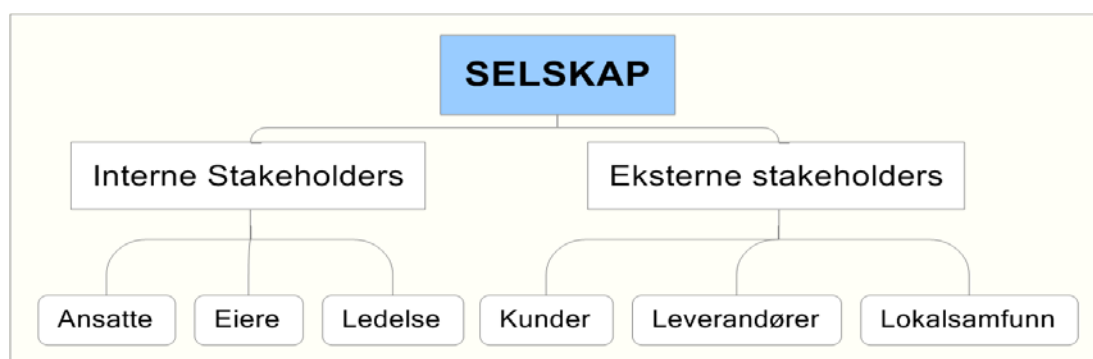 SELSKAP
Interne Stakeholders
Eksterne stakeholders
Ansatte
Eiere
Ledelse
Kunder
Leverandører
Lokalsamfunn